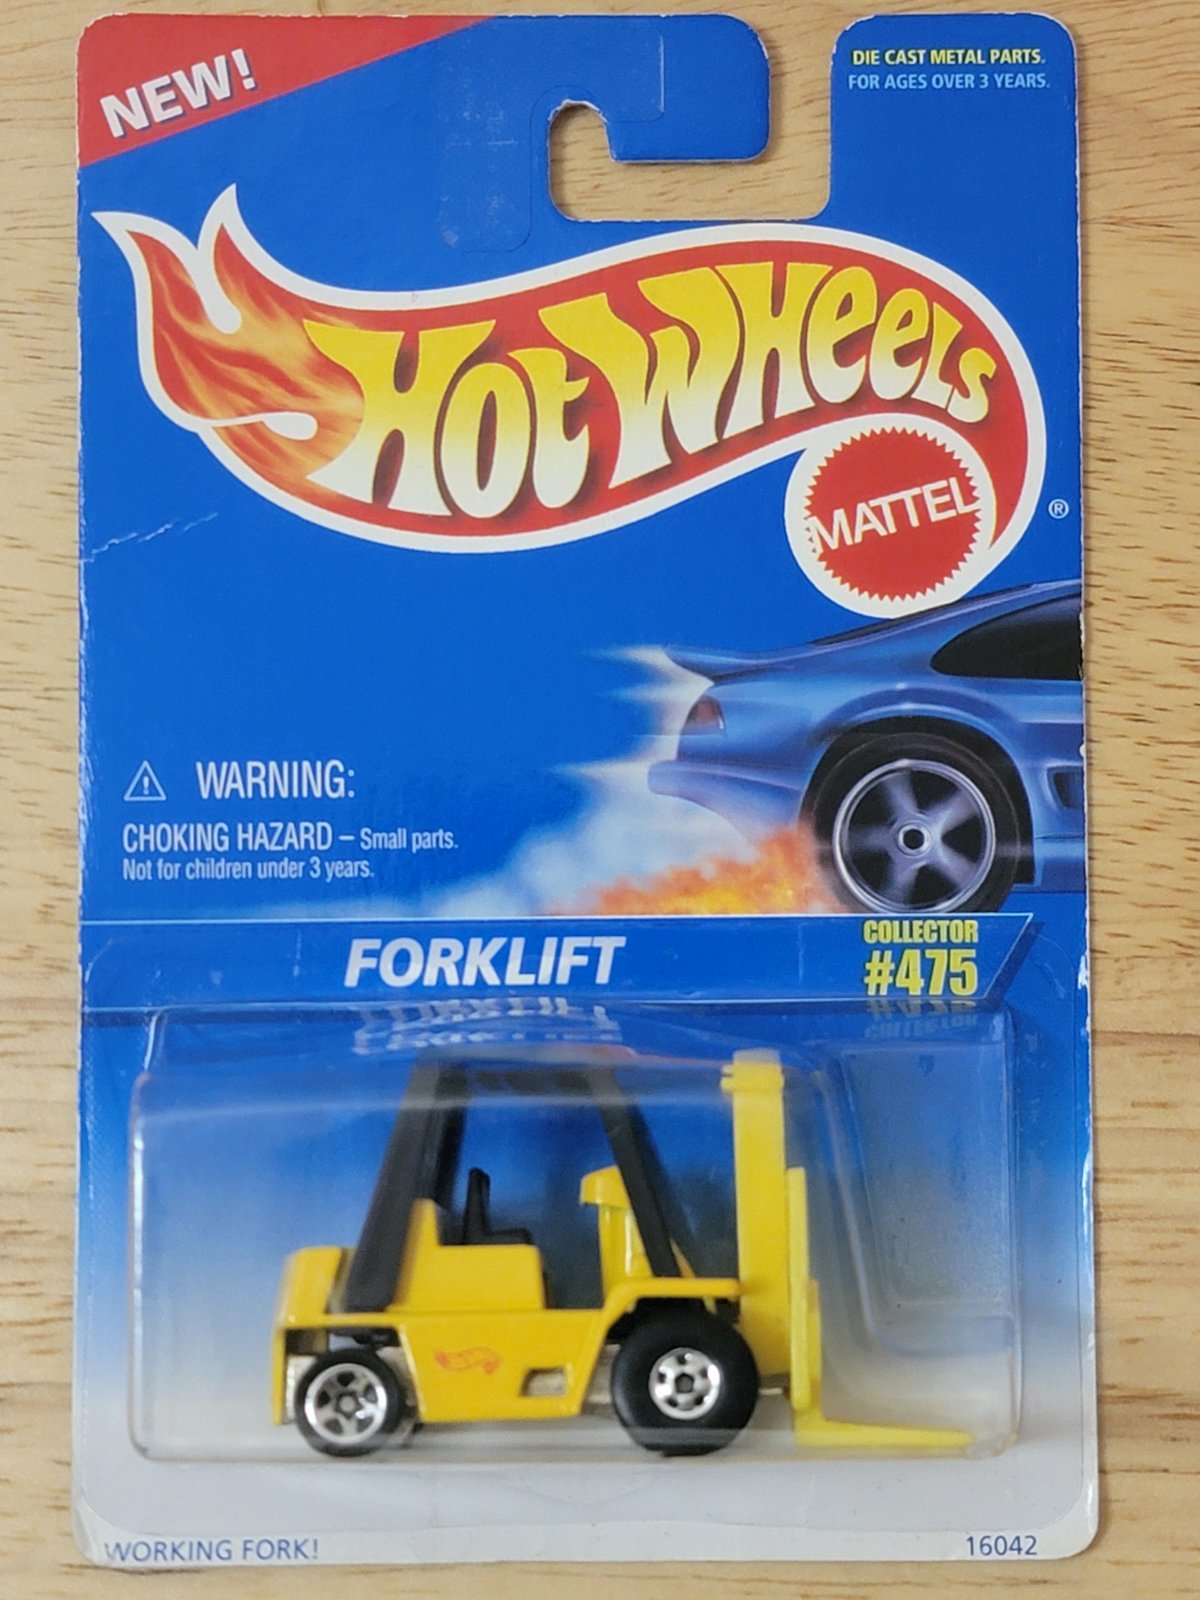 NEW!
DIE CAST METAL PARTS.
FOR AGES OVER 3 YEARS.
HOT WHEELS
MATTEL
®
⚠ WARNING:
CHOKING HAZARD – Small parts.
Not for children under 3 years.
FORKLIFT
COLLECTOR
#475
WORKING FORK!
16042